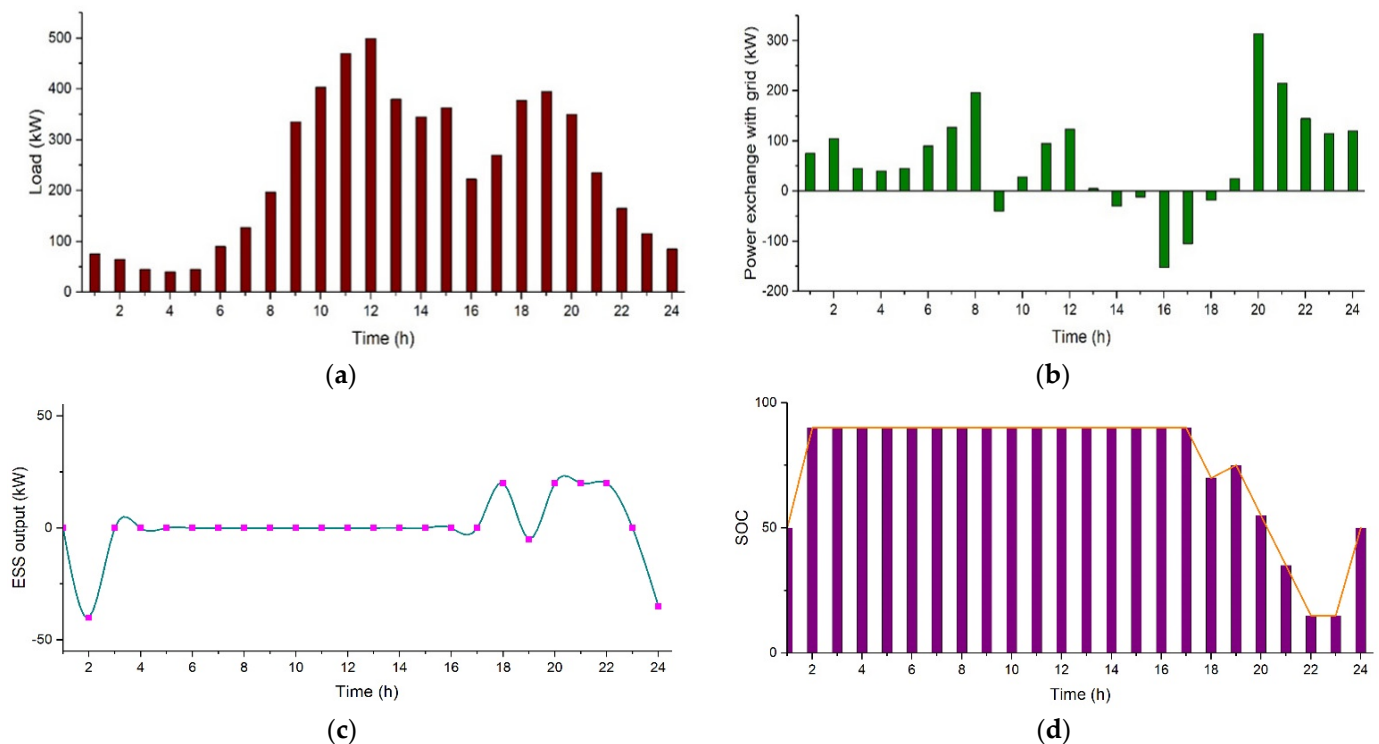 500
400
300
200
100
0
Load (kW)
2 4 6 8 10 12 14 16 18 20 22 24
Time (h)
(a)
300
200
100
0
-100
-200
Power exchange with grid (kW)
2 4 6 8 10 12 14 16 18 20 22 24
Time (h)
(b)
50
0
-50
ESS output (kW)
2 4 6 8 10 12 14 16 18 20 22 24
Time (h)
(c)
100
50
0
SOC
2 4 6 8 10 12 14 16 18 20 22 24
Time (h)
(d)